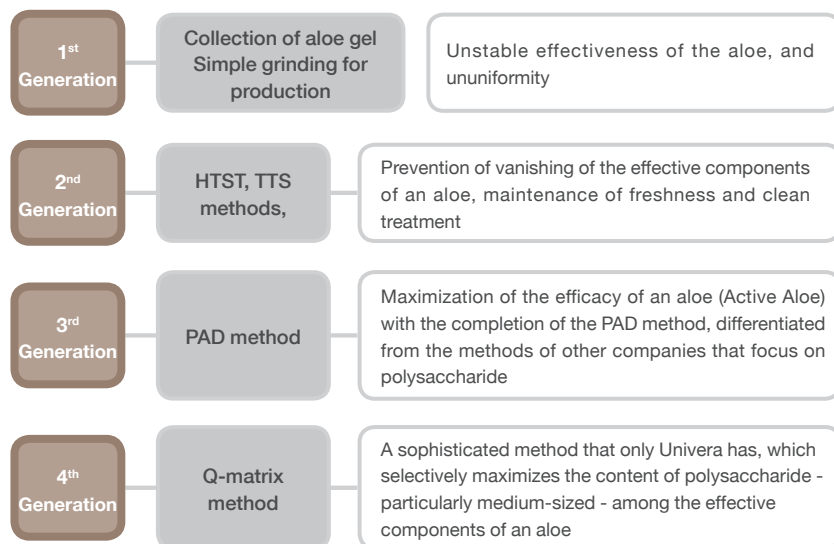 1st
Generation
Collection of aloe gel
Simple grinding for
production
Unstable effectiveness of the aloe, and
ununiformity
2nd
Generation
HTST, TTS
methods,
Prevention of vanishing of the effective components
of an aloe, maintenance of freshness and clean
treatment
3rd
Generation
PAD method
Maximization of the efficacy of an aloe (Active Aloe)
with the completion of the PAD method, differentiated
from the methods of other companies that focus on
polysaccharide
4th
Generation
Q-matrix
method
A sophisticated method that only Univera has, which
selectively maximizes the content of polysaccharide -
particularly medium-sized - among the effective
components of an aloe